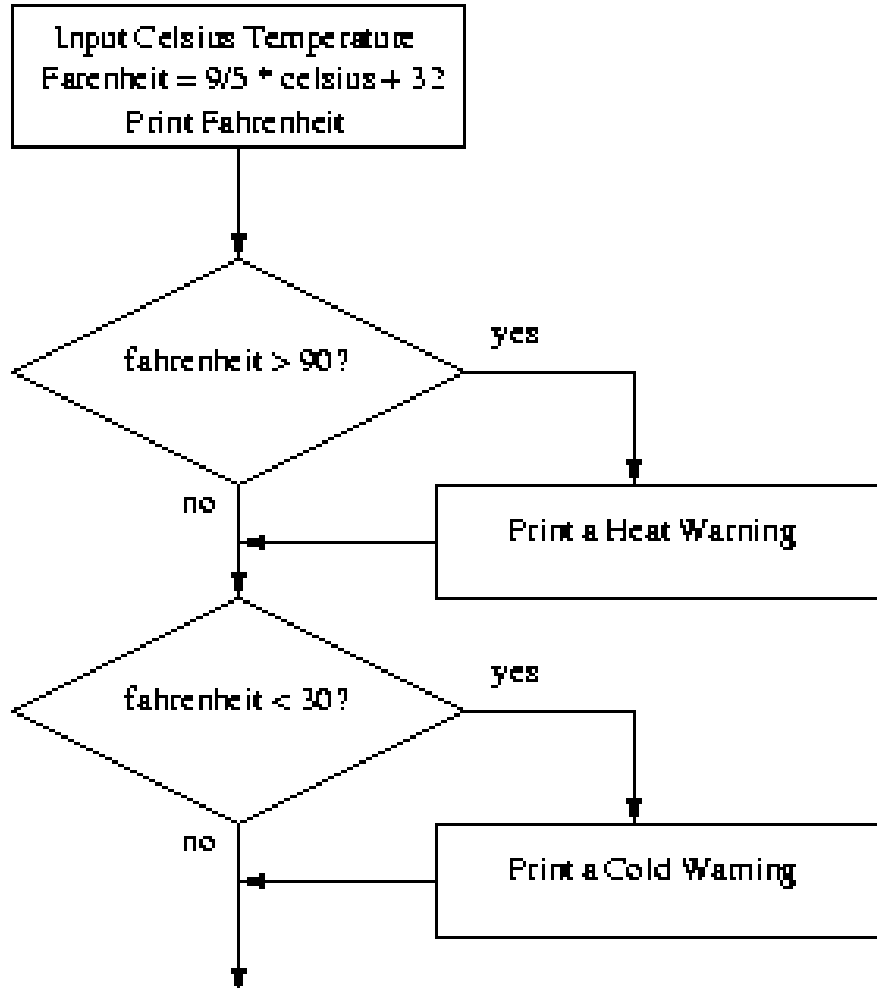 Input Celsius Temperature
Farenheit = 9/5 * celsius + 32
Print Fahrenheit
fahrenheit > 90?
yes
no
Print a Heat Warning
fahrenheit < 30?
yes
no
Print a Cold Warning